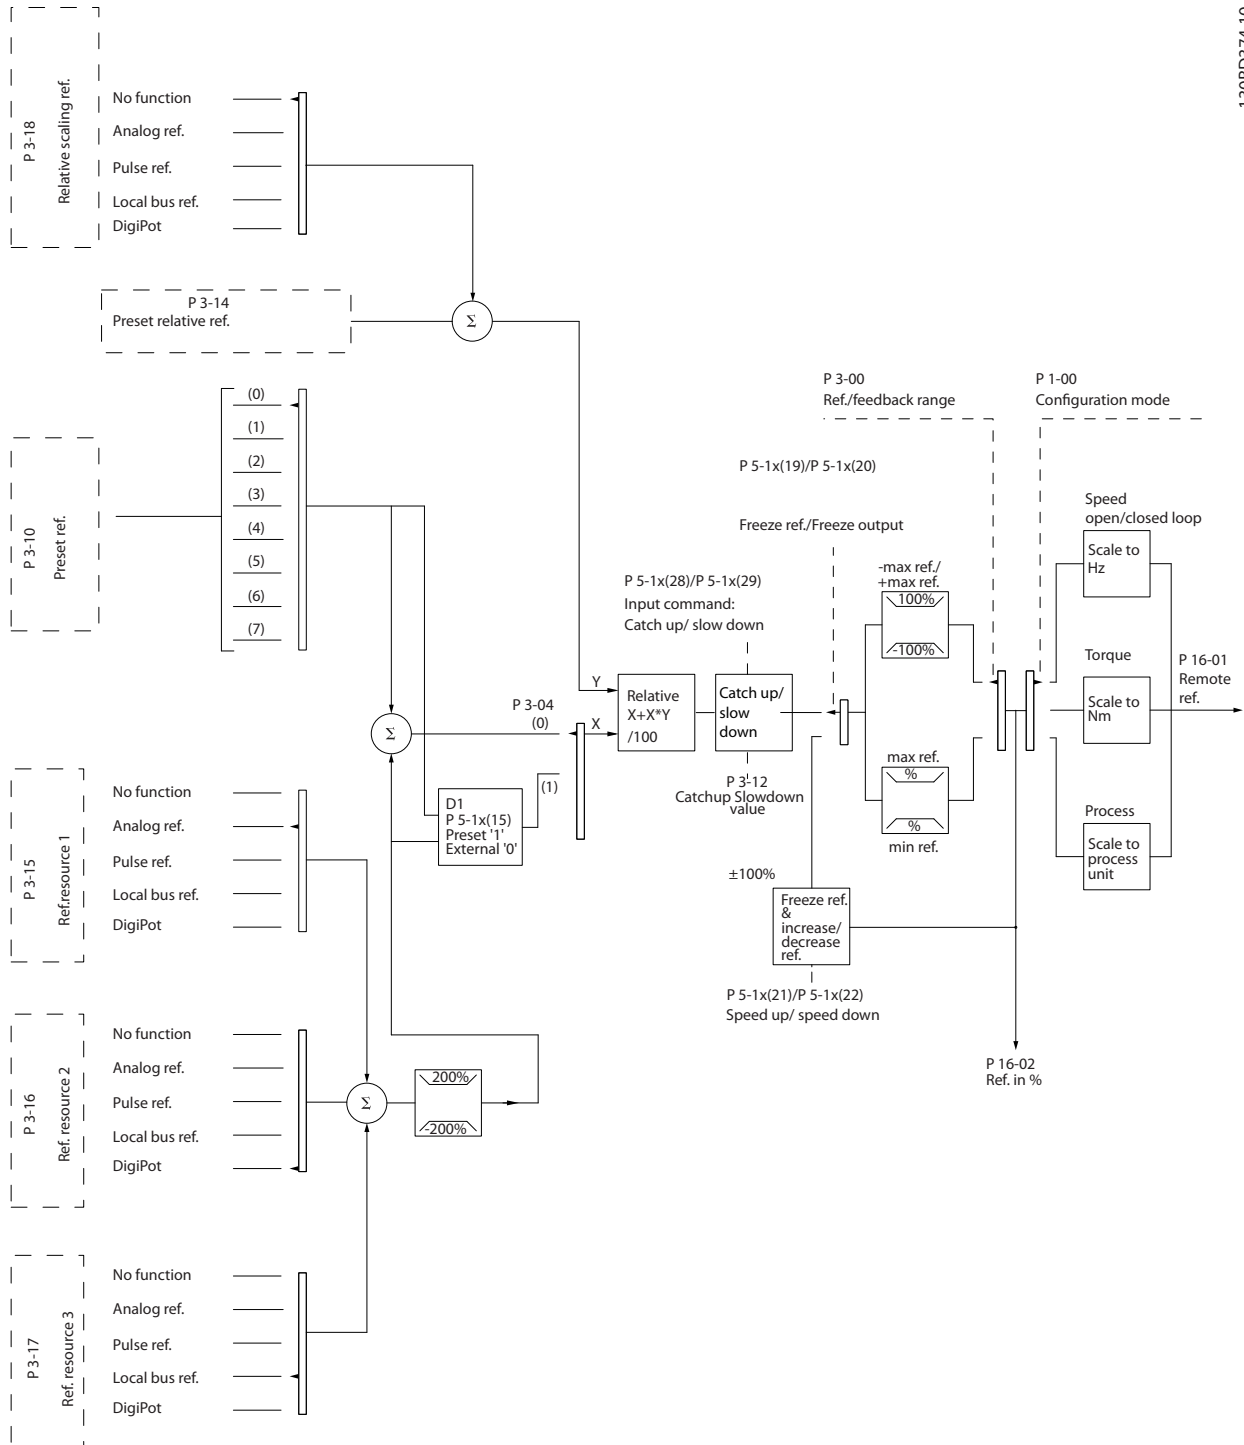 130BD374.10
P 3-18
Relative scaling ref.
No function
Analog ref.
Pulse ref.
Local bus ref.
DigiPot
P 3-14
Preset relative ref.
Σ
P 3-10
Preset ref.
(0)
(1)
(2)
(3)
(4)
(5)
(6)
(7)
P 3-00
Ref./feedback range
P 1-00
Configuration mode
P 5-1x(19)/P 5-1x(20)
Freeze ref./Freeze output
P 5-1x(28)/P 5-1x(29)
Input command:
Catch up/ slow down
-max ref./
+max ref.
100%
-100%
Speed
open/closed loop
Scale to
Hz
Torque
Scale to
Nm
P 16-01
Remote
ref.
Y
X
Relative
X+X*Y
/100
Catch up/
slow
down
P 3-04
(0)
(1)
Σ
P 3-12
Catchup Slowdown
value
max ref.
%
%
min ref.
Process
Scale to
process
unit
D1
P 5-1x(15)
Preset '1'
External '0'
±100%
Freeze ref.
&
increase/
decrease
ref.
P 5-1x(21)/P 5-1x(22)
Speed up/ speed down
P 16-02
Ref. in %
P 3-15
Ref.resource 1
No function
Analog ref.
Pulse ref.
Local bus ref.
DigiPot
P 3-16
Ref. resource 2
No function
Analog ref.
Pulse ref.
Local bus ref.
DigiPot
Σ
200%
-200%
P 3-17
Ref. resource 3
No function
Analog ref.
Pulse ref.
Local bus ref.
DigiPot